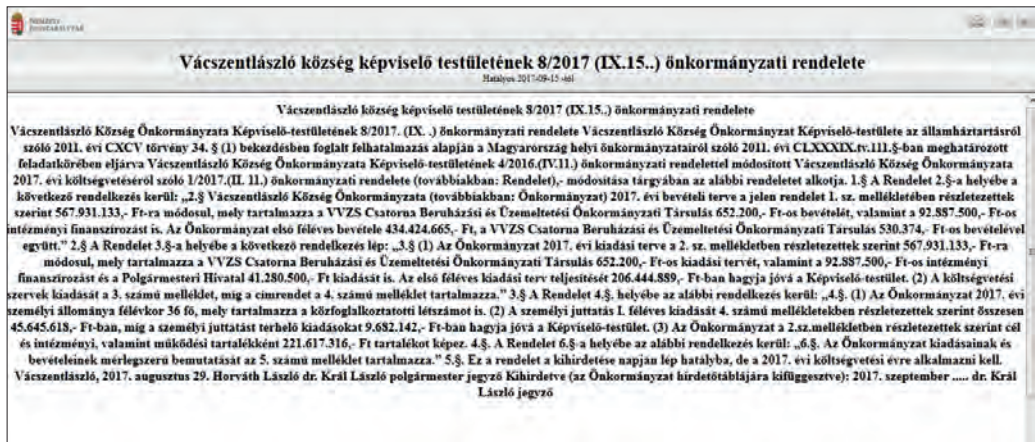 NEMZETI
JOGSZABÁLYTÁR
Vácszentlászló község képviselő testületének 8/2017 (IX.15..) önkormányzati rendelete
Hatályos:2017-09-15 -tól
Vácszentlászló község képviselő testületének 8/2017 (IX.15..) önkormányzati rendelete
Vácszentlászló Község Önkormányzata Képviselő-testületének 8/2017. (IX. .) önkormányzati rendelete Vácszentlászló Község Önkormányzat Képviselő-testülete az államháztartásról
szóló 2011. évi CXCV törvény 34. § (1) bekezdésben foglalt felhatalmazás alapján a Magyarország helyi önkormányzatairól szóló 2011. évi CLXXXIX.tv.111.§-ban meghatározott
feladatkörében eljárva Vácszentlászló Község Önkormányzata Képviselő-testületének 4/2016.(IV.11.) önkormányzati rendelettel módosított Vácszentlászló Község Önkormányzata
2017. évi költségvetéséről szóló 1/2017.(II. 11.) önkormányzati rendelete (továbbiakban: Rendelet),- módosítása tárgyában az alábbi rendeletet alkotja. 1.§ A Rendelet 2.§-a helyébe a
következő rendelkezés kerül: „2.§ Vácszentlászló Község Önkormányzata (továbbiakban: Önkormányzat) 2017. évi bevételi terve a jelen rendelet 1. sz. mellékletében részletezettek
szerint 567.931.133,- Ft-ra módosul, mely tartalmazza a VVZS Csatorna Beruházási és Üzemeltetési Önkormányzati Társulás 652.200,- Ft-os bevételét, valamint a 92.887.500,- Ft-os
intézményi finanszírozást is. Az Önkormányzat első féléves bevétele 434.424.665,- Ft, a VVZS Csatorna Beruházási és Üzemeltetési Önkormányzati Társulás 530.374,- Ft-os bevételével
együtt.” 2.§ A Rendelet 3.§-a helyébe a következő rendelkezés lép: „3.§ (1) Az Önkormányzat 2017. évi kiadási terve a 2. sz. mellékletben részletezettek szerint 567.931.133,- Ft-ra
módosul, mely tartalmazza a VVZS Csatorna Beruházási és Üzemeltetési Önkormányzati Társulás 652.200,- Ft-os kiadási tervét, valamint a 92.887.500,- Ft-os intézményi
finanszírozást és a Polgármesteri Hivatal 41.280.500,- Ft kiadását is. Az első féléves kiadási terv teljesítését 206.444.889,- Ft-ban hagyja jóvá a Képviselő-testület. (2) A költségvetési
szervek kiadását a 3. számú melléklet, míg a címrendet a 4. számú melléklet tartalmazza.” 3.§ A Rendelet 4.§. helyébe az alábbi rendelkezés kerül: „4.§. (1) Az Önkormányzat 2017. évi
személyi állománya félévkor 36 fő, mely tartalmazza a közfoglalkoztatotti létszámot is. (2) A személyi juttatás I. féléves kiadását 4. számú mellékletekben részletezettek szerint összesen
45.645.618,- Ft-ban, míg a személyi juttatást terhelő kiadásokat 9.682.142,- Ft-ban hagyja jóvá a Képviselő-testület. (3) Az Önkormányzat a 2.sz.mellékletben részletezettek szerint cél
és intézményi, valamint működési tartalékként 221.617.316,- Ft tartalékot képez. 4.§. A Rendelet 6.§-a helyébe az alábbi rendelkezés kerül: „6.§. Az Önkormányzat kiadásainak és
bevételeinek mérlegszerű bemutatását az 5. számú melléklet tartalmazza.” 5.§. Ez a rendelet a kihirdetése napján lép hatályba, de a 2017. évi költségvetési évre alkalmazni kell.
Vácszentlászló, 2017. augusztus 29. Horváth László dr. Král László polgármester jegyző Kihirdetve (az Önkormányzat hirdetőtáblájára kifüggesztve): 2017. szeptember ..... dr. Král
László jegyző